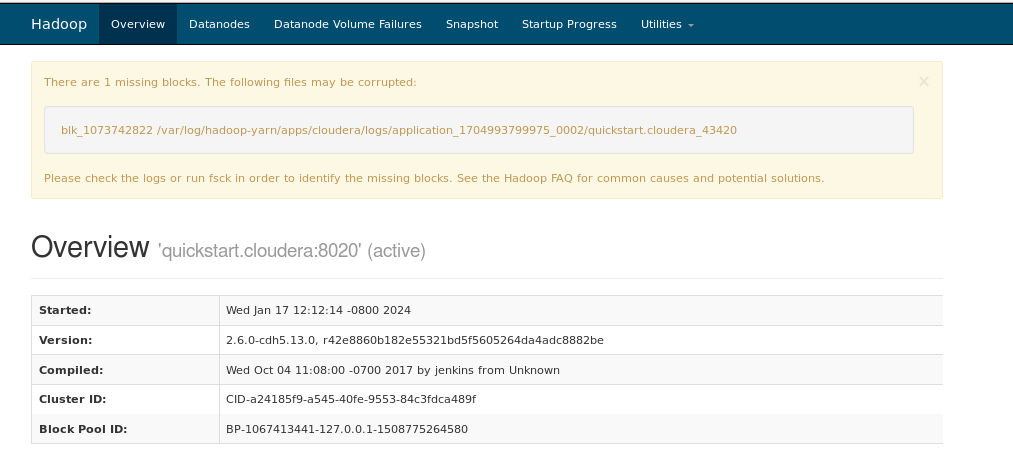 Hadoop Overview Datanodes Datanode Volume Failures Snapshot Startup Progress Utilities
There are 1 missing blocks. The following files may be corrupted: ×
blk_1073742822 /var/log/hadoop-yarn/apps/cloudera/logs/application_1704993799975_0002/quickstart.cloudera_43420
Please check the logs or run fsck in order to identify the missing blocks. See the Hadoop FAQ for common causes and potential solutions.
Overview 'quickstart.cloudera:8020' (active)
Started: Wed Jan 17 12:12:14 -0800 2024
Version: 2.6.0-cdh5.13.0, r42e8860b182e55321bd5f5605264da4adc8882be
Compiled: Wed Oct 04 11:08:00 -0700 2017 by jenkins from Unknown
Cluster ID: CID-a24185f9-a545-40fe-9553-84c3fdca489f
Block Pool ID: BP-1067413441-127.0.0.1-1508775264580